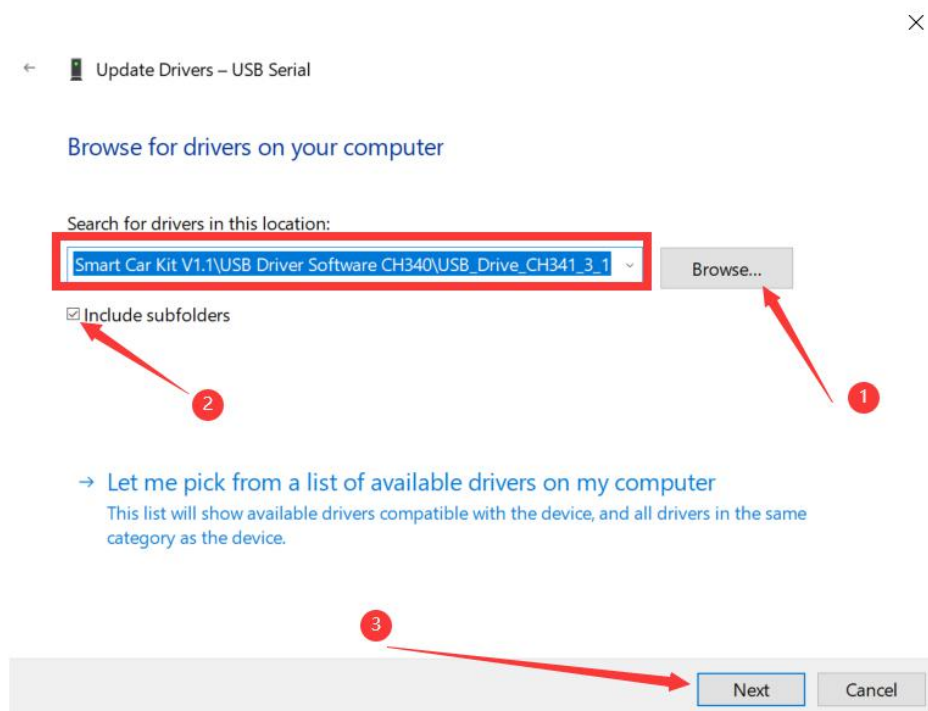 Update Drivers – USB Serial
Browse for drivers on your computer
Search for drivers in this location:
Smart Car Kit V1.1\USB Driver Software CH340\USB_Drive_CH341_3_1
Browse...
Include subfolders
1
2
Let me pick from a list of available drivers on my computer
This list will show available drivers compatible with the device, and all drivers in the same
category as the device.
3
Next
Cancel